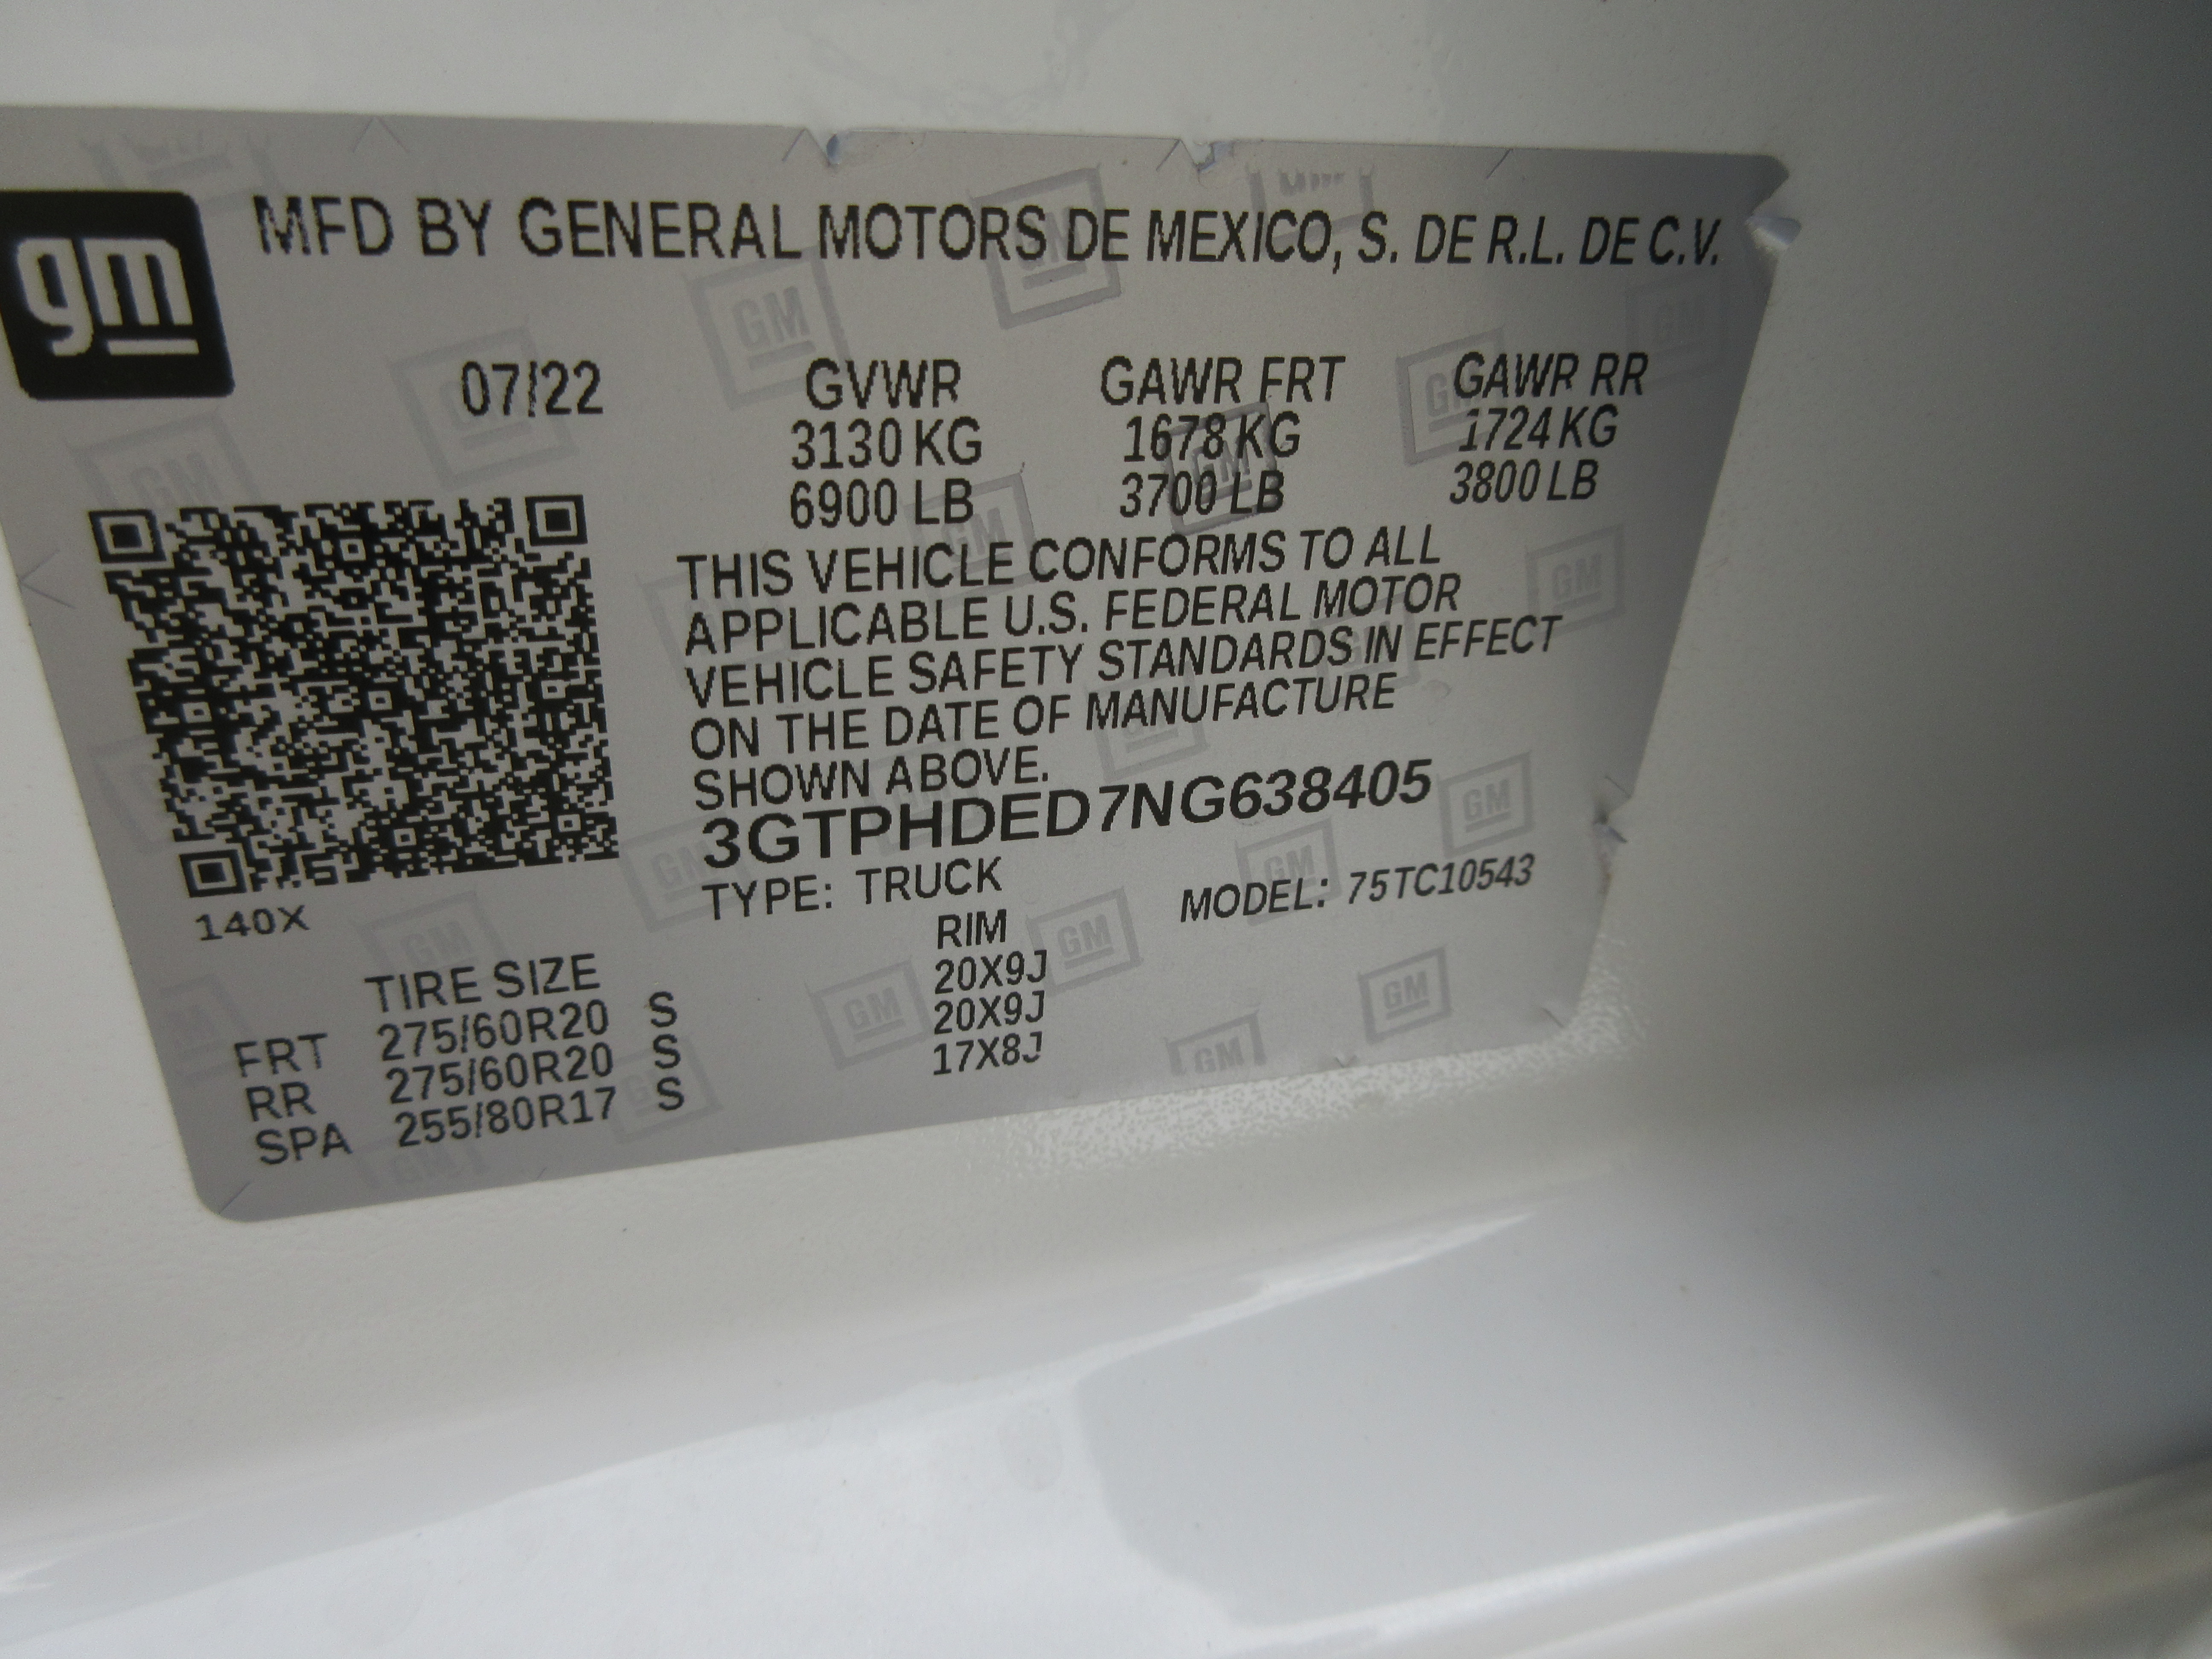 gm
MFD BY GENERAL MOTORS DE MEXICO, S. DE R.L. DE C.V.
07/22 GVWR GAWR FRT GAWR RR
3130 KG 1678 KG 1724 KG
6900 LB 3700 LB 3800 LB
THIS VEHICLE CONFORMS TO ALL
APPLICABLE U.S. FEDERAL MOTOR
VEHICLE SAFETY STANDARDS IN EFFECT
ON THE DATE OF MANUFACTURE
SHOWN ABOVE.
3GTPHDED7NG638405
TYPE: TRUCK MODEL: 75TC10543
140X
TIRE SIZE RIM
FRT 275/60R20 S 20X9J
RR 275/60R20 S 20X9J
SPA 255/80R17 S 17X8J